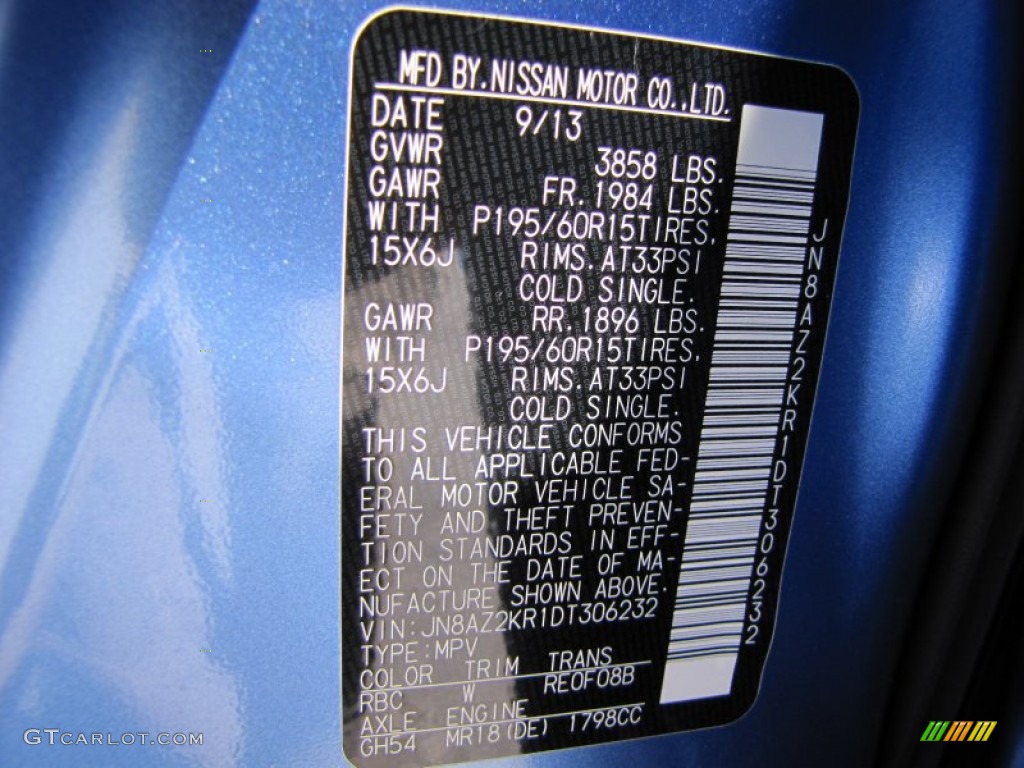 MFD BY.NISSAN MOTOR CO.,LTD.
DATE 9/13
GVWR 3858 LBS.
GAWR FR. 1984 LBS.
WITH P195/60R15TIRES,
15X6J RIMS.AT33PSI
COLD SINGLE.
GAWR RR. 1896 LBS.
WITH P195/60R15TIRES,
15X6J RIMS.AT33PSI
COLD SINGLE.
THIS VEHICLE CONFORMS
TO ALL APPLICABLE FED-
ERAL MOTOR VEHICLE SA-
FETY AND THEFT PREVEN-
TION STANDARDS IN EFF-
ECT ON THE DATE OF MA-
NUFACTURE SHOWN ABOVE.
VIN:JN8AZ2KR1DT306232
TYPE:MPV
COLOR TRIM TRANS
RBC W RE0F08B
AXLE ENGINE
GH54 MR18(DE) 1798CC
JN8AZ2KR1DT306232
GTCARLOT.COM